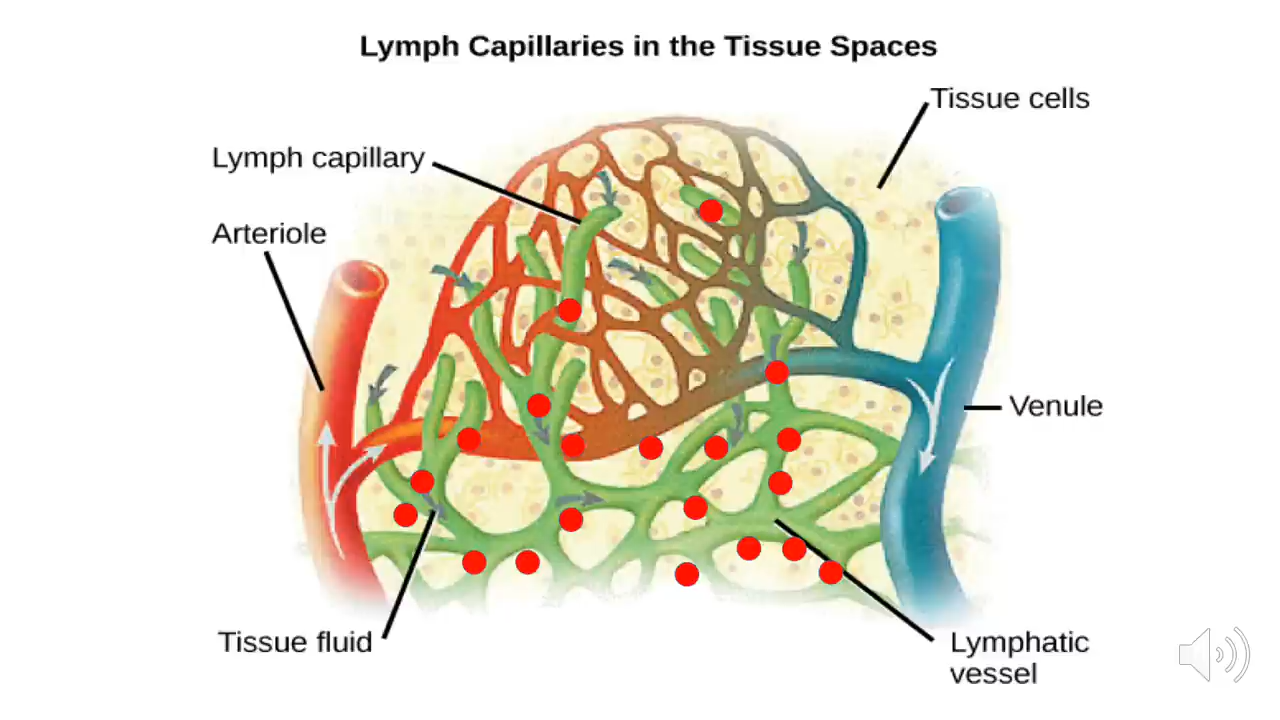 Lymph Capillaries in the Tissue Spaces
Tissue cells
Lymph capillary
Arteriole
Venule
Tissue fluid
Lymphatic
vessel